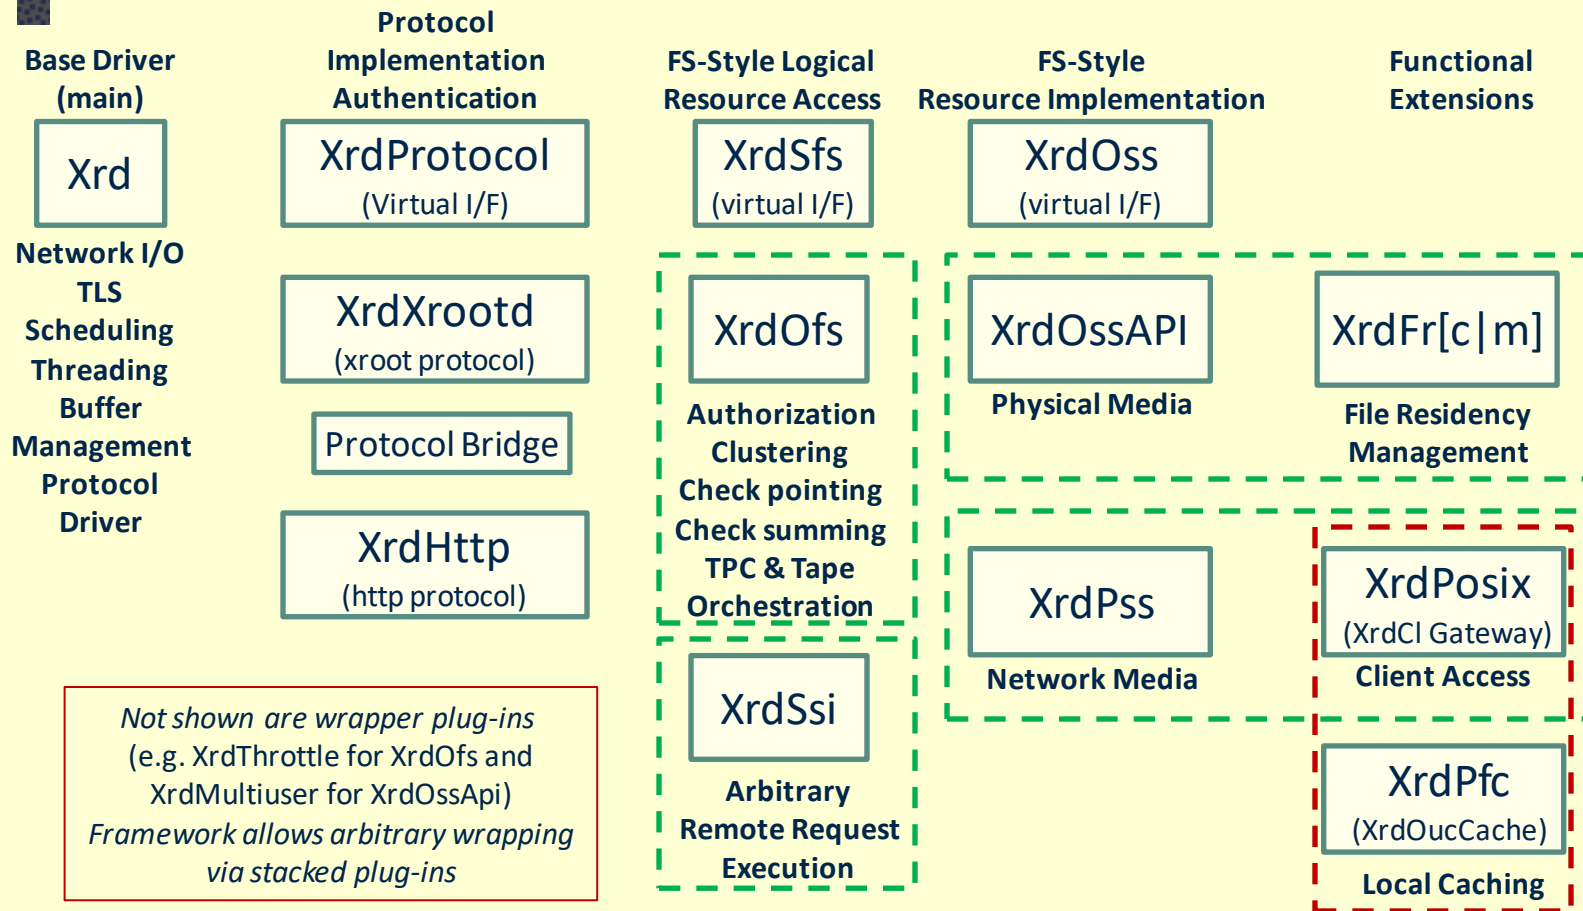 Base Driver
(main)
Xrd
Network I/O
TLS
Scheduling
Threading
Buffer
Management
Protocol
Driver
Protocol
Implementation
Authentication
XrdProtocol
(Virtual I/F)
XrdXrootd
(xroot protocol)
Protocol Bridge
XrdHttp
(http protocol)
Not shown are wrapper plug-ins
(e.g. XrdThrottle for XrdOfs and
XrdMultiuser for XrdOssApi)
Framework allows arbitrary wrapping
via stacked plug-ins
FS-Style Logical
Resource Access
XrdSfs
(virtual I/F)
XrdOfs
Authorization
Clustering
Check pointing
Check summing
TPC & Tape
Orchestration
XrdSsi
Arbitrary
Remote Request
Execution
FS-Style
Resource Implementation
XrdOss
(virtual I/F)
XrdOssAPI
Physical Media
XrdPss
Network Media
Functional
Extensions
XrdFr[c|m]
File Residency
Management
XrdPosix
(XrdCl Gateway)
Client Access
XrdPfc
(XrdOucCache)
Local Caching